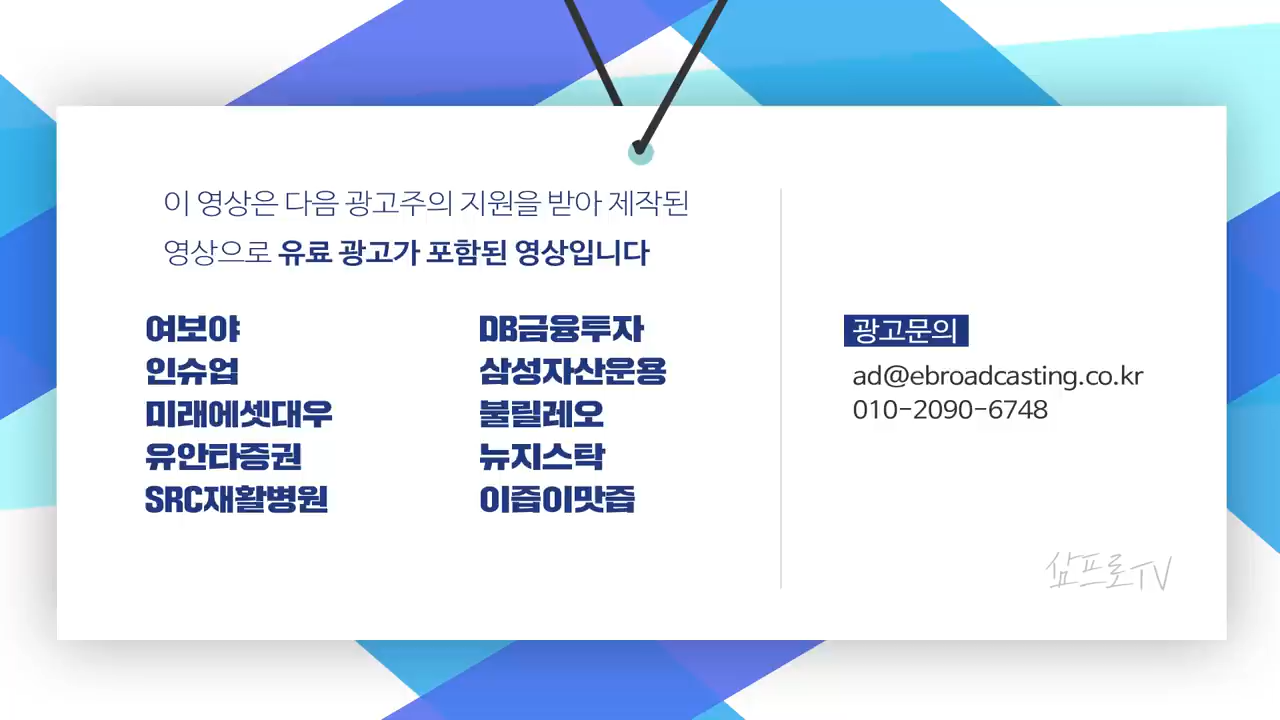 이 영상은 다음 광고주의 지원을 받아 제작된
영상으로 유료 광고가 포함된 영상입니다
여보야
인슈업
미래에셋대우
유안타증권
SRC재활병원
DB금융투자
삼성자산운용
불릴레오
뉴지스탁
이즙이맛즙
광고문의
ad@ebroadcasting.co.kr
010-2090-6748
삼프로TV